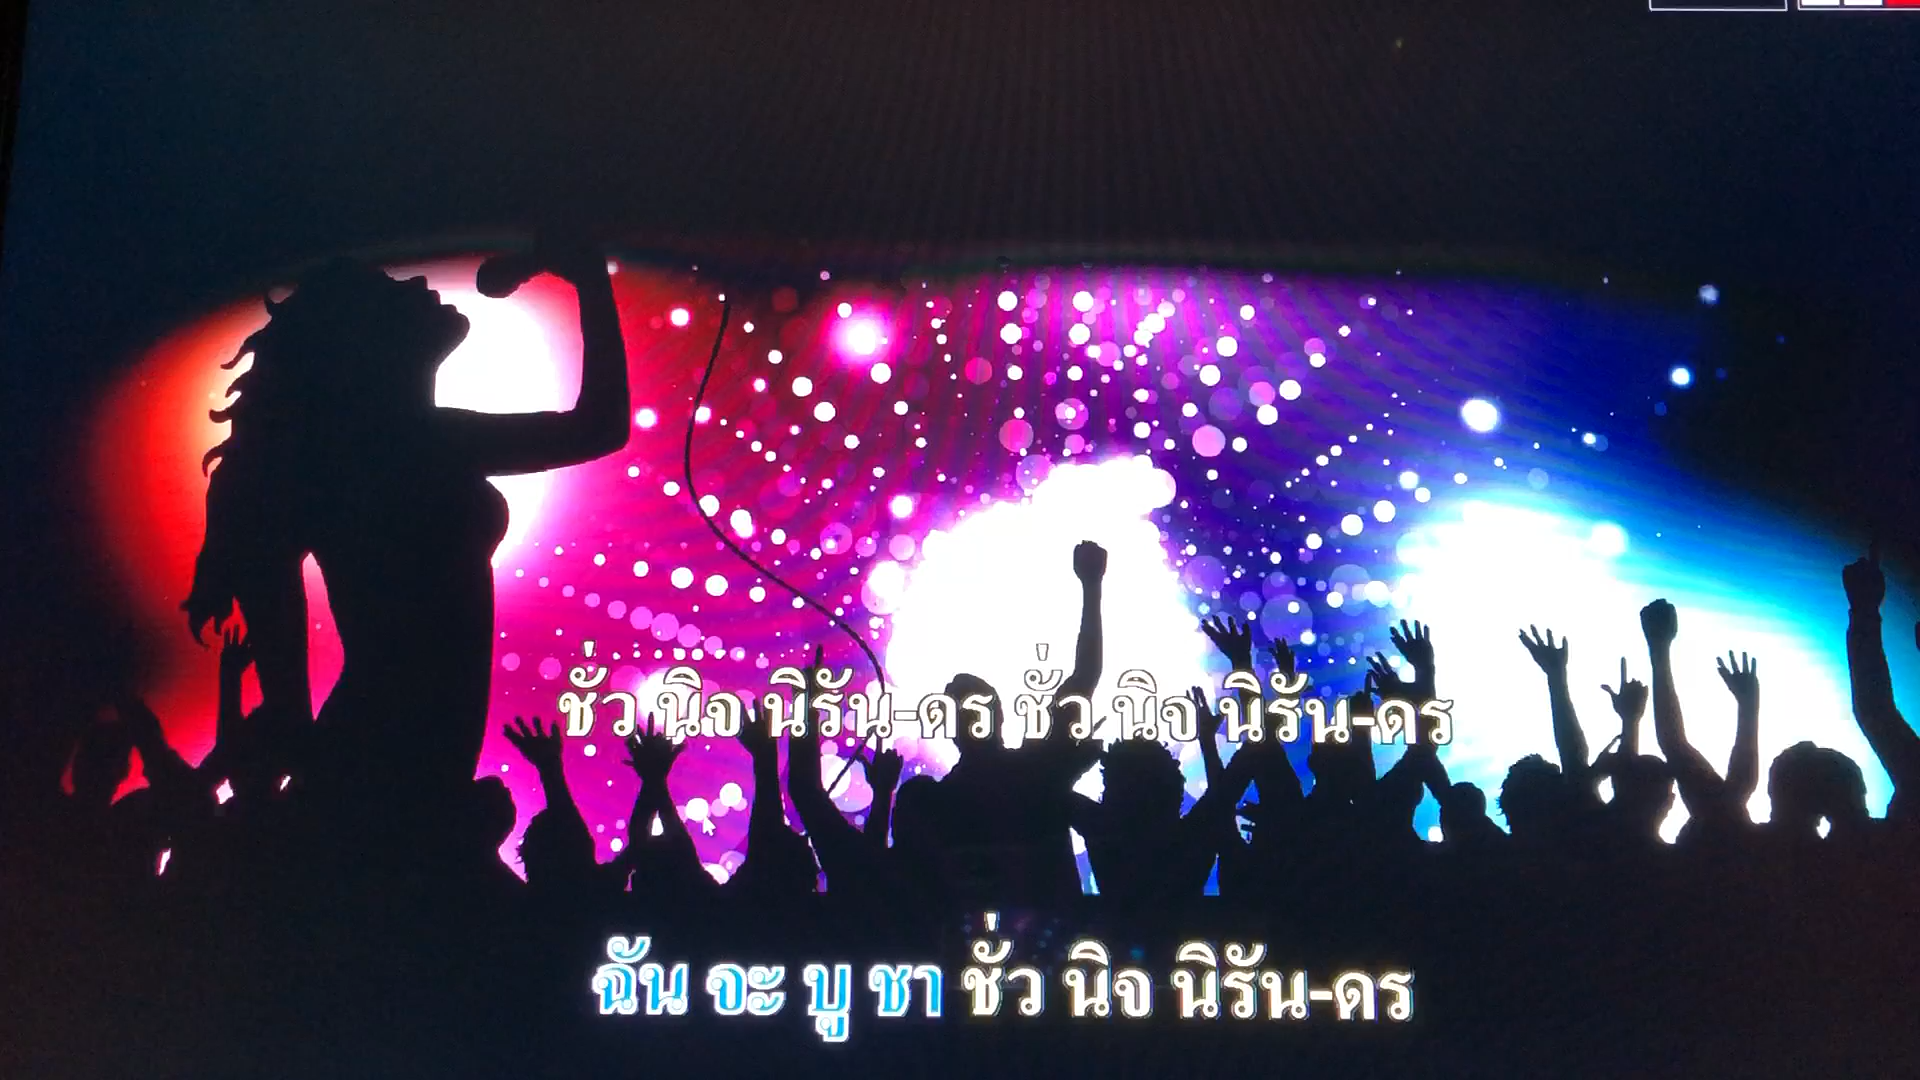 ชั่ว นิจ นิรัน-ดร ชั่ว นิจ นิรัน-ดร
ฉัน จะ บู ชา ชั่ว นิจ นิรัน-ดร